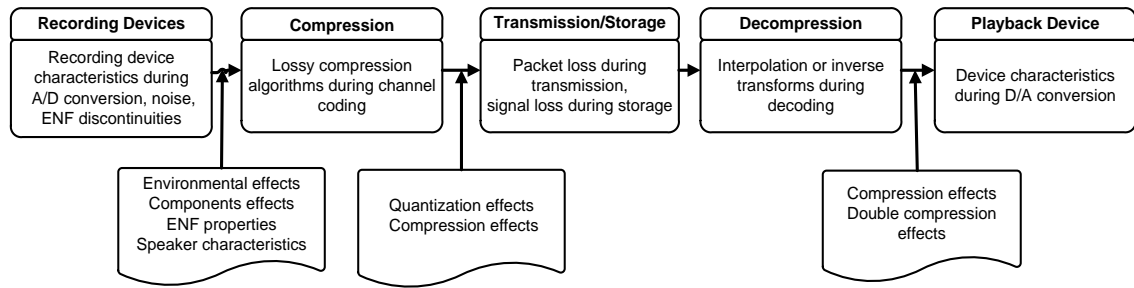 Recording Devices
Recording device
characteristics during
A/D conversion, noise,
ENF discontinuities
Compression
Lossy compression
algorithms during channel
coding
Transmission/Storage
Packet loss during
transmission,
signal loss during storage
Decompression
Interpolation or inverse
transforms during
decoding
Playback Device
Device characteristics
during D/A conversion
Environmental effects
Components effects
ENF properties
Speaker characteristics
Quantization effects
Compression effects
Compression effects
Double compression
effects